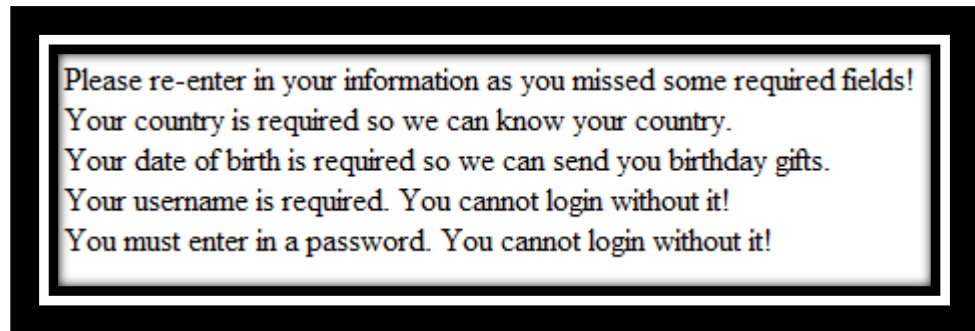 Please re-enter in your information as you missed some required fields!
Your country is required so we can know your country.
Your date of birth is required so we can send you birthday gifts.
Your username is required. You cannot login without it!
You must enter in a password. You cannot login without it!